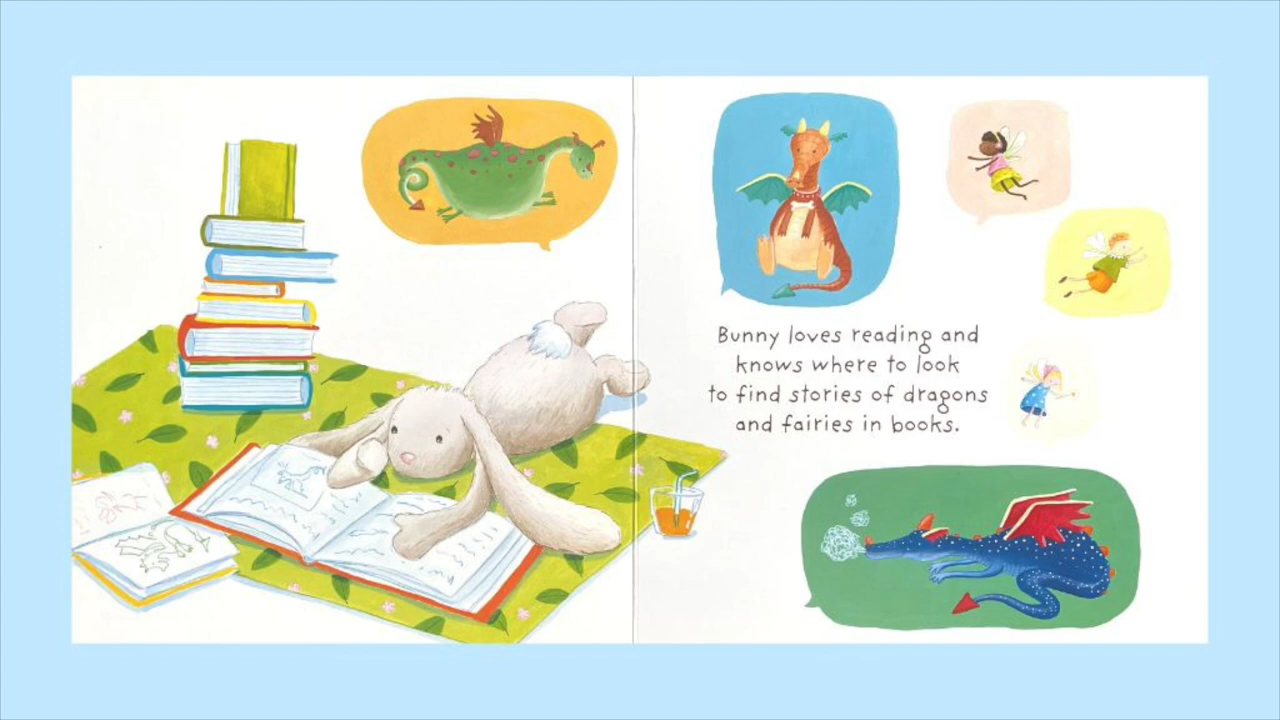 Bunny loves reading and
knows where to look
to find stories of dragons
and fairies in books.